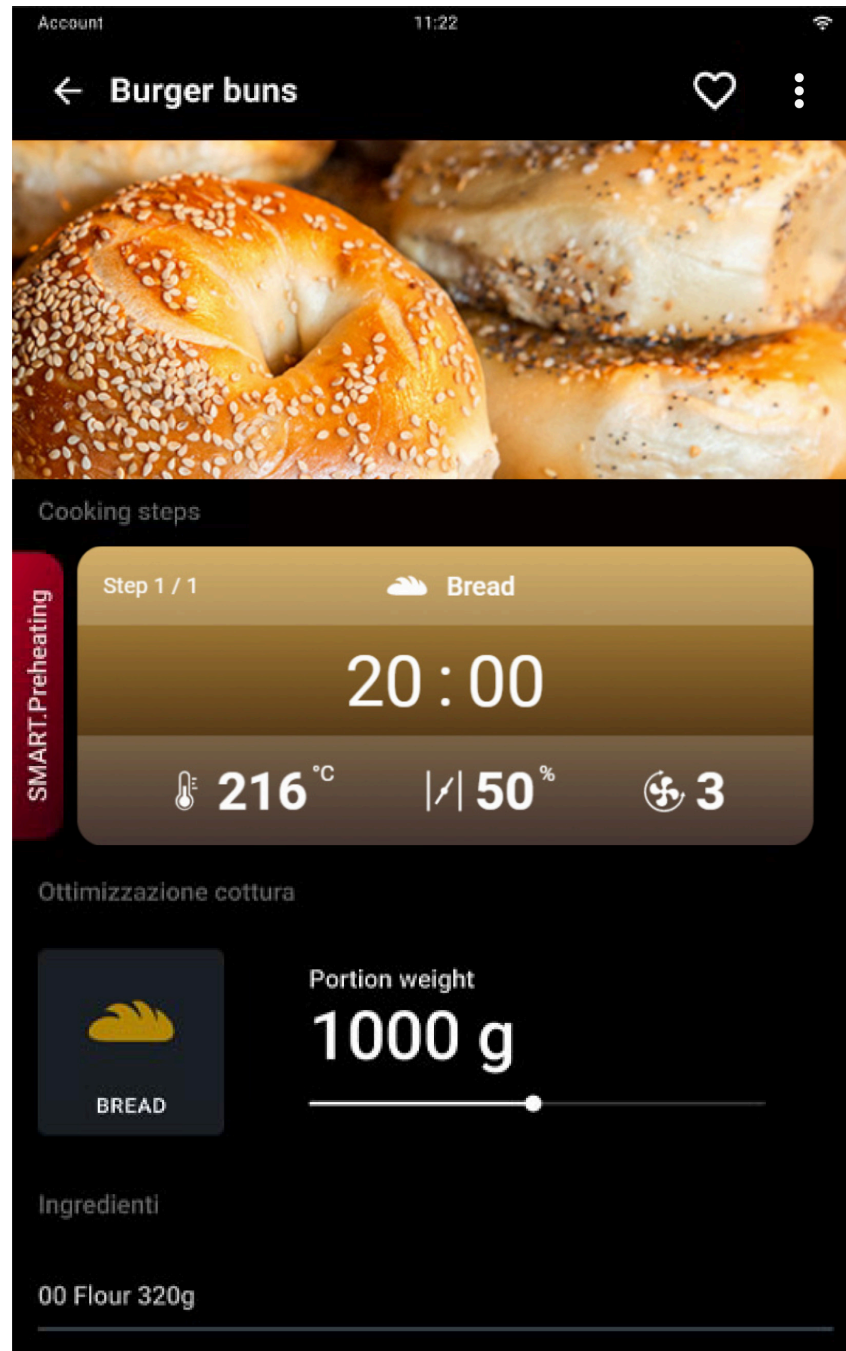 Account 11:22
Burger buns
Cooking steps
SMART.Preheating
Step 1 / 1 Bread
20 : 00
216 °C 50 % 3
Ottimizzazione cottura
Portion weight
1000 g
BREAD
Ingredienti
00 Flour 320g